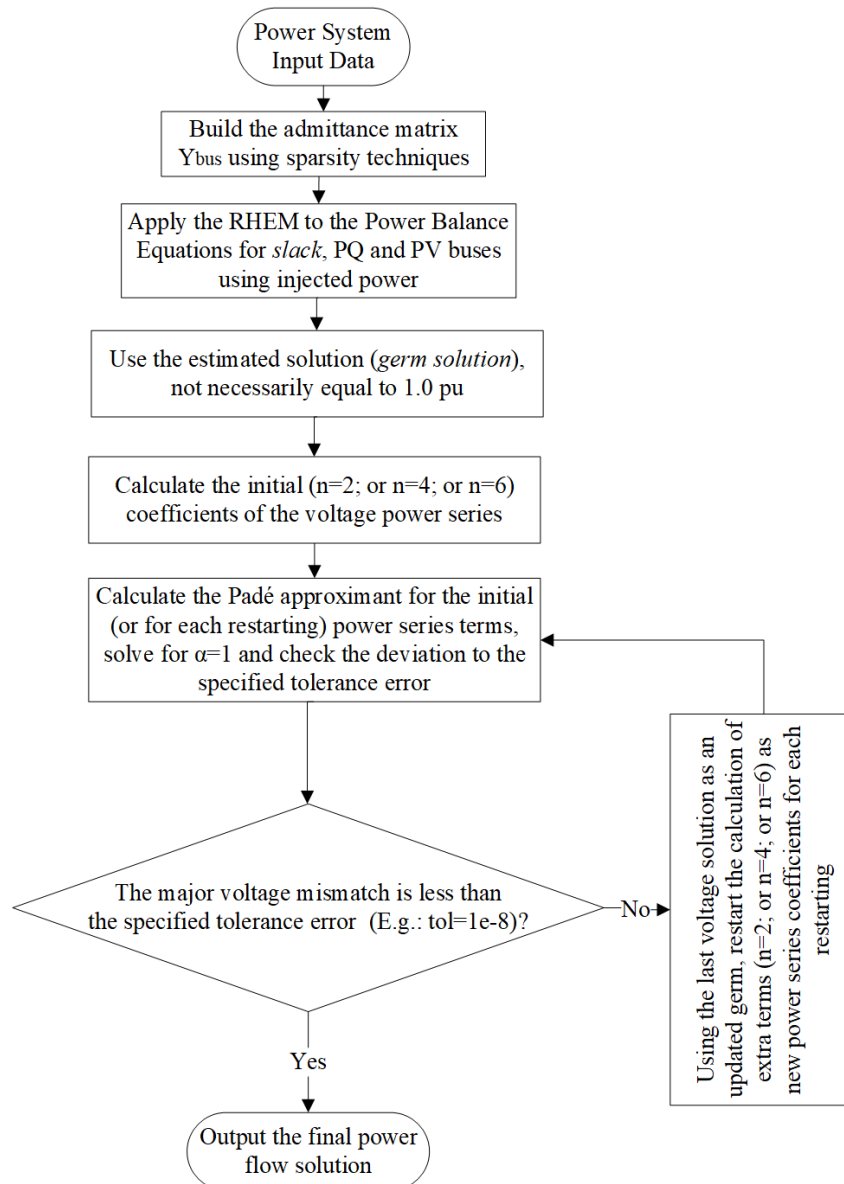 Power System
Input Data
Build the admittance matrix
Ybus using sparsity techniques
Apply the RHEM to the Power Balance
Equations for slack, PQ and PV buses
using injected power
Use the estimated solution (germ solution),
not necessarily equal to 1.0 pu
Calculate the initial (n=2; or n=4; or n=6)
coefficients of the voltage power series
Calculate the Padé approximant for the initial
(or for each restarting) power series terms,
solve for α=1 and check the deviation to the
specified tolerance error
The major voltage mismatch is less than
the specified tolerance error (E.g.: tol=1e-8)?
No
Using the last voltage solution as an
updated germ, restart the calculation of
extra terms (n=2; or n=4; or n=6) as
new power series coefficients for each
restarting
Yes
Output the final power
flow solution